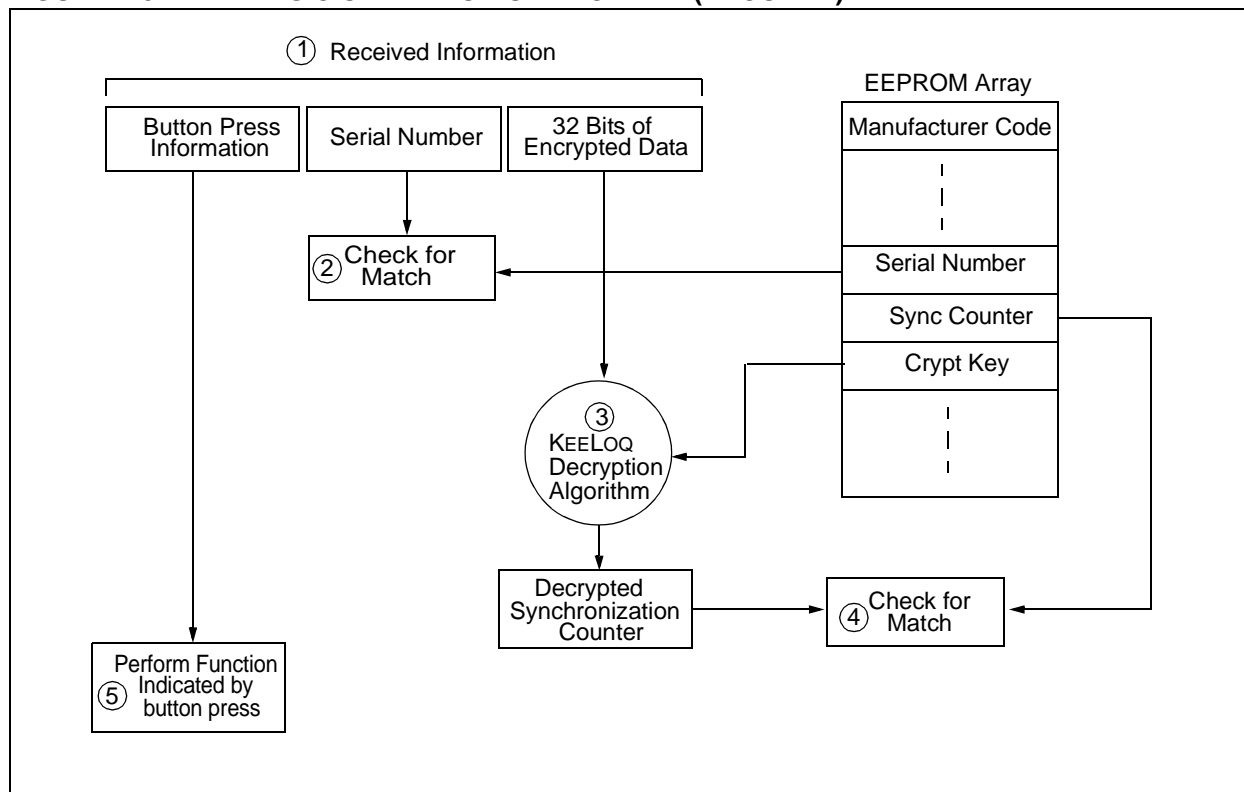 ① Received Information
EEPROM Array
Button Press
Information
Serial Number
32 Bits of
Encrypted Data
Manufacturer Code
② Check for
Match
Serial Number
Sync Counter
Crypt Key
③
KEELOQ
Decryption
Algorithm
Decrypted
Synchronization
Counter
④ Check for
Match
Perform Function
⑤ Indicated by
button press